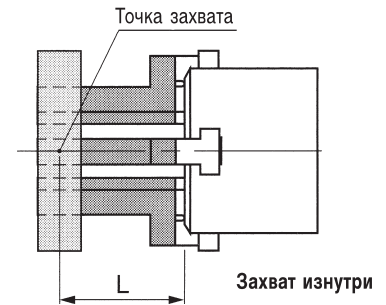 Точка захвата
L
Захват изнутри